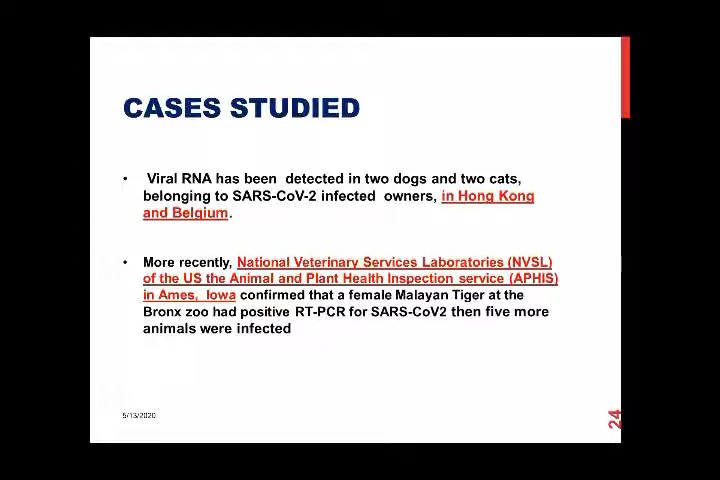 CASES STUDIED
• Viral RNA has been detected in two dogs and two cats,
belonging to SARS-CoV-2 infected owners, in Hong Kong
and Belgium.
• More recently, National Veterinary Services Laboratories (NVSL)
of the US the Animal and Plant Health Inspection service (APHIS)
in Ames, Iowa confirmed that a female Malayan Tiger at the
Bronx zoo had positive RT-PCR for SARS-CoV2 then five more
animals were infected
5/13/2020
24